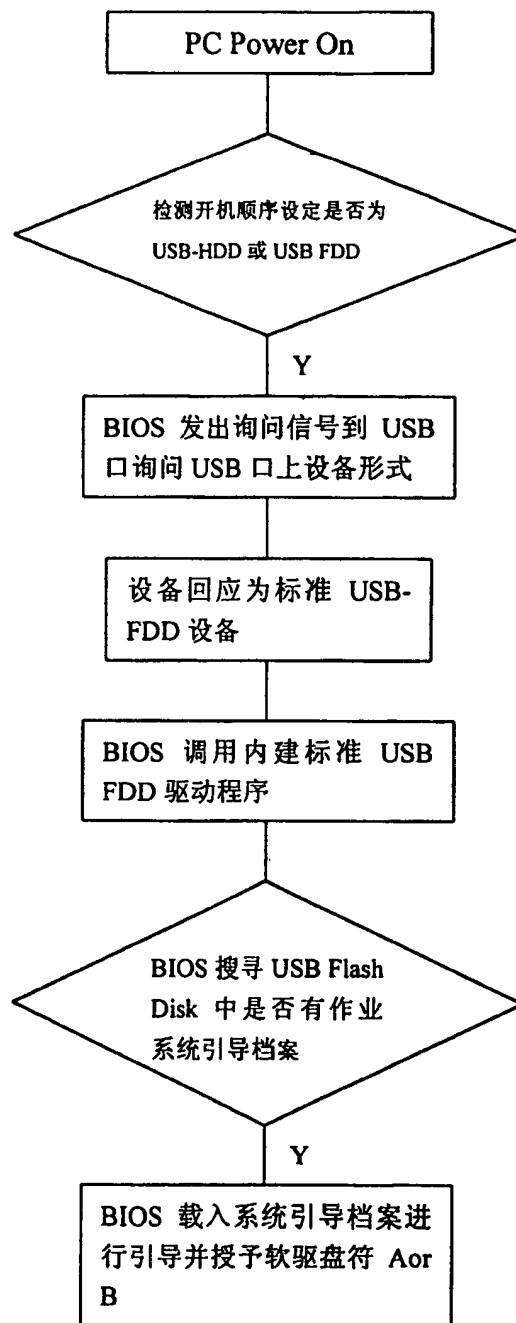 PC Power On
检测开机顺序设定是否为
USB-HDD 或 USB FDD
Y
BIOS 发出询问信号到 USB
口询问 USB 口上设备形式
设备回应为标准 USB-
FDD 设备
BIOS 调用内建标准 USB
FDD 驱动程序
BIOS 搜寻 USB Flash
Disk 中是否有作业
系统引导档案
Y
BIOS 载入系统引导档案进
行引导并授予软驱盘符 Aor
B